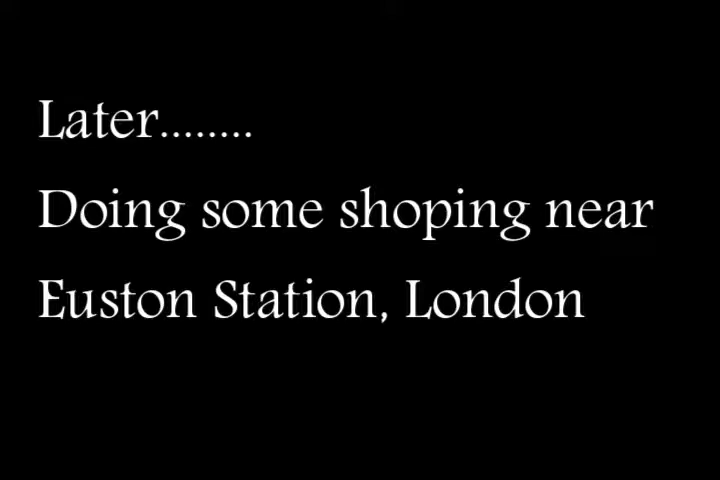 Later........
Doing some shoping near
Euston Station, London